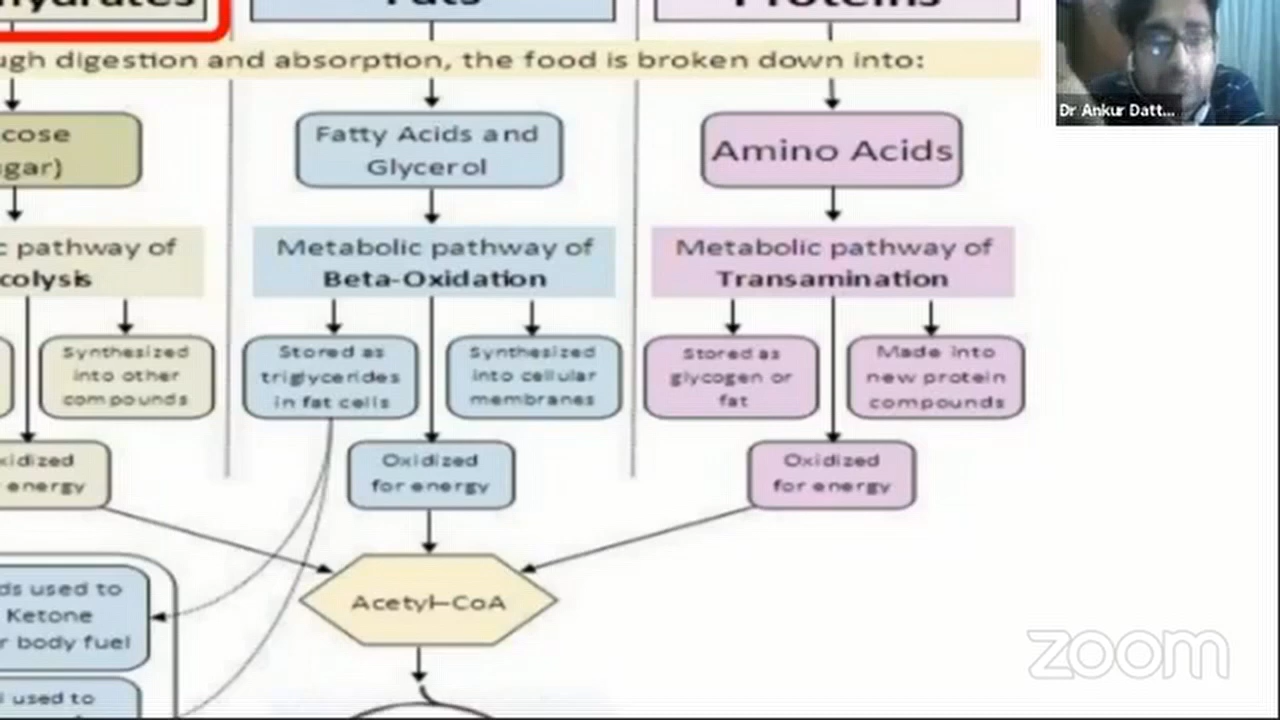 hydrates
Fats
Proteins
ugh digestion and absorption, the food is broken down into:
cose
gar)
Fatty Acids and
Glycerol
Amino Acids
c pathway of
colysis
Metabolic pathway of
Beta-Oxidation
Metabolic pathway of
Transamination
Synthesized
into other
compounds
Stored as
triglycerides
in fat cells
Synthesized
into cellular
membranes
Stored as
glycogen or
fat
Made into
new protein
compounds
xidized
energy
Oxidized
for energy
Oxidized
for energy
ds used to
Ketone
r body fuel
used to
Acetyl-CoA
Dr Ankur Datt...
zoom